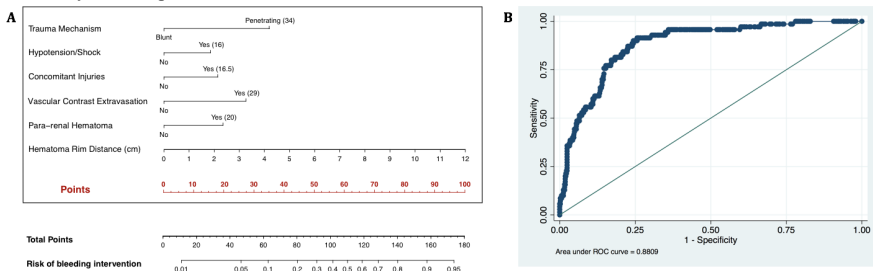 A
Trauma Mechanism
Penetrating (34)
Blunt
Hypotension/Shock
Yes (16)
No
Concomitant Injuries
Yes (16.5)
No
Vascular Contrast Extravasation
Yes (29)
No
Para-renal Hematoma
Yes (20)
No
Hematoma Rim Distance (cm)
0 1 2 3 4 5 6 7 8 9 10 11 12
Points
0 10 20 30 40 50 60 70 80 90 100
Total Points
0 20 40 60 80 100 120 140 160 180
Risk of bleeding intervention
0.01 0.05 0.1 0.2 0.3 0.4 0.5 0.6 0.7 0.8 0.9 0.95
B
Sensitivity
1.00
0.75
0.50
0.25
0.00
0.00 0.25 0.50 0.75 1.00
1 - Specificity
Area under ROC curve = 0.8809